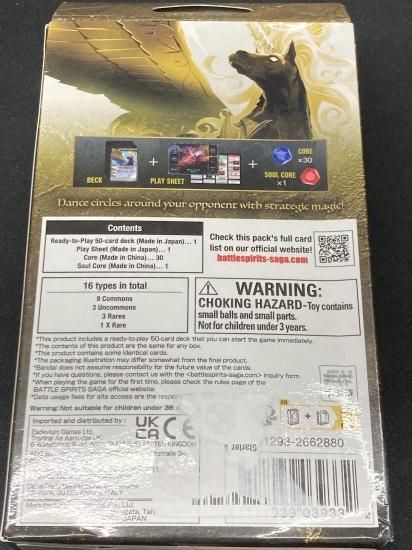 DECK
+
PLAY SHEET
+
CORE
×30
SOUL CORE
×1
Dance circles around your opponent with strategic magic!
Contents
Ready-to-Play 50-card deck (Made in Japan)... 1
Play Sheet (Made in Japan)... 1
Core (Made in China)... 30
Soul Core (Made in China)... 1
16 types in total
9 Commons
3 Uncommons
3 Rares
1 X Rare
Check this pack's full card
list on our official website!
battlespirits-saga.com
WARNING:
CHOKING HAZARD-Toy contains
small balls and small parts.
Not for children under 3 years.
*This product includes a ready-to-play 50-card deck that you can start the game immediately.
*The contents of this product are the same for any box.
*This product contains some identical cards.
*The packaging illustration may differ somewhat from the final product.
*Bandai does not assume responsibility for the future value of the cards.
*If you have questions, please contact us with the <battlespirits-saga.com> inquiry form.
*When playing the game for the first time, please check the rules page of the
BATTLE SPIRITS SAGA official website.
*Data usage fees for site access are
Warning:Not suitable for children under 36
Imported and distributed by:
Esdevium Games Ltd.
UK
CA
CE
FR
Starter
1293-2662880
ITALY
JAPAN